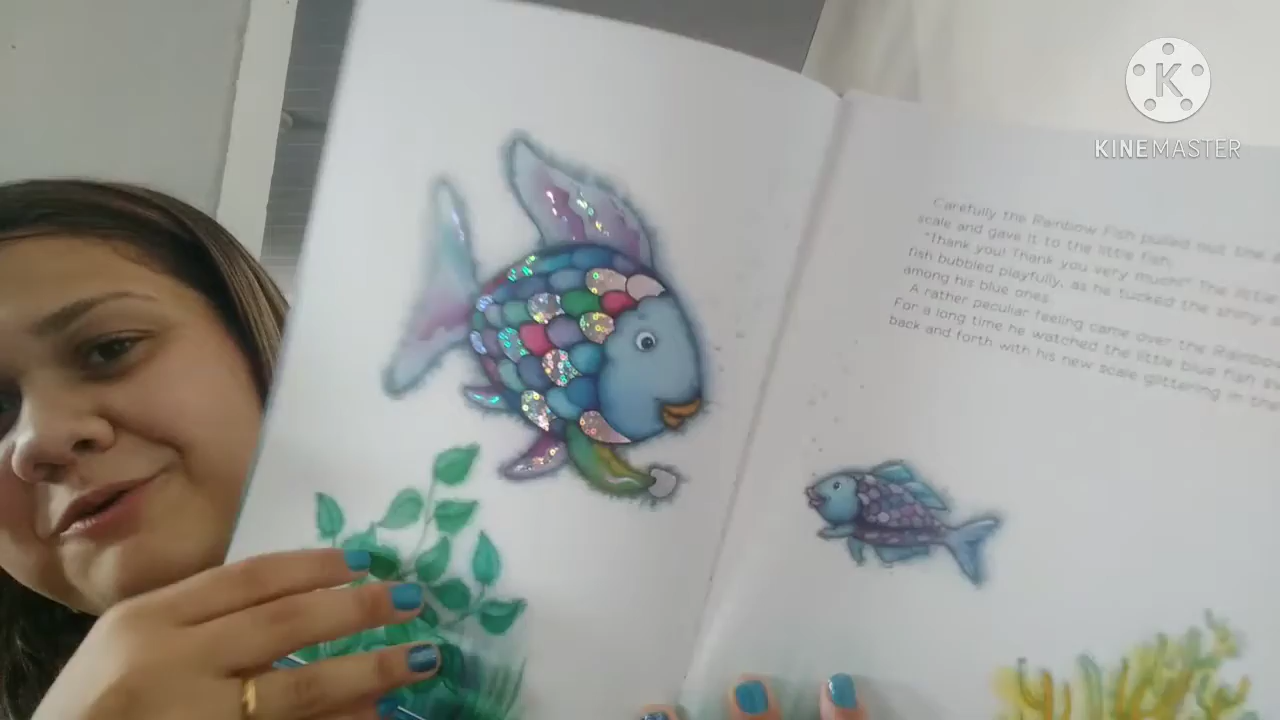 K
KINEMASTER
Carefully the Rainbow Fish pulled out the
scale and gave it to the little fish.
"Thank you! Thank you very much!" The little
fish bubbled playfully, as he tucked the shiny
among his blue ones.
A rather peculiar feeling came over the Rainbow
For a long time he watched the little blue fish
back and forth with his new scale glittering in the